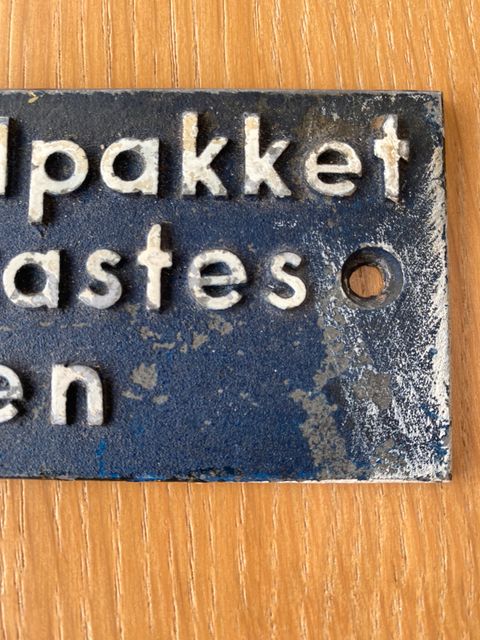 lpakket
astes
en